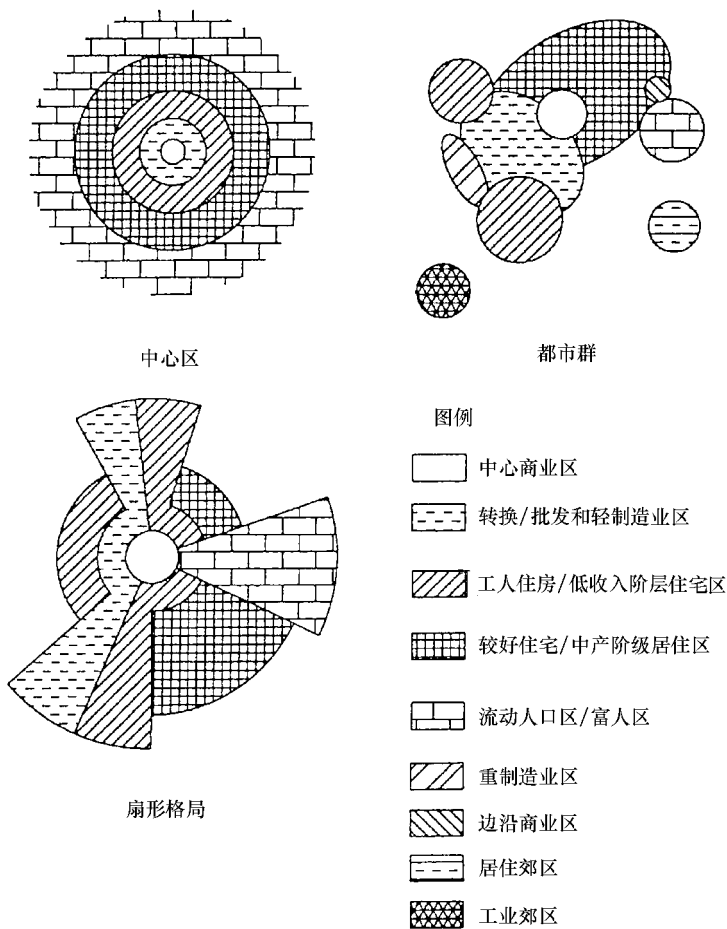 中心区
都市群
扇形格局
图例
中心商业区
转换/批发和轻制造业区
工人住房/低收入阶层住宅区
较好住宅/中产阶级居住区
流动人口区/富人区
重制造业区
边沿商业区
居住郊区
工业郊区